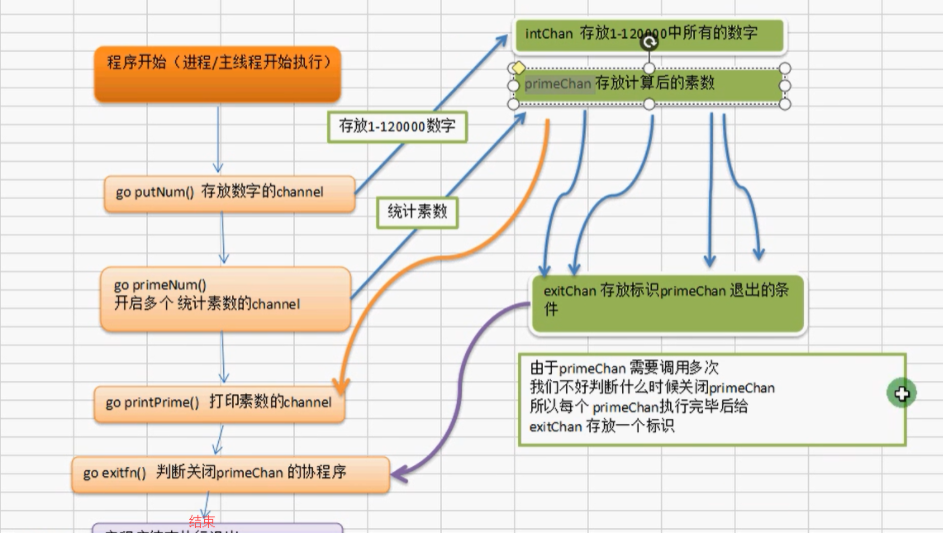 intChan 存放1-120000中所有的数字
程序开始（进程/主线程开始执行）
primeChan 存放计算后的素数
存放1-120000数字
go putNum() 存放数字的channel
统计素数
go primeNum()
开启多个 统计素数的channel
exitChan 存放标识primeChan 退出的条
件
由于primeChan 需要调用多次
我们不好判断什么时候关闭primeChan
所以每个 primeChan执行完毕后给
exitChan 存放一个标识
go printPrime() 打印素数的channel
go exitfn() 判断关闭primeChan 的协程序
结束